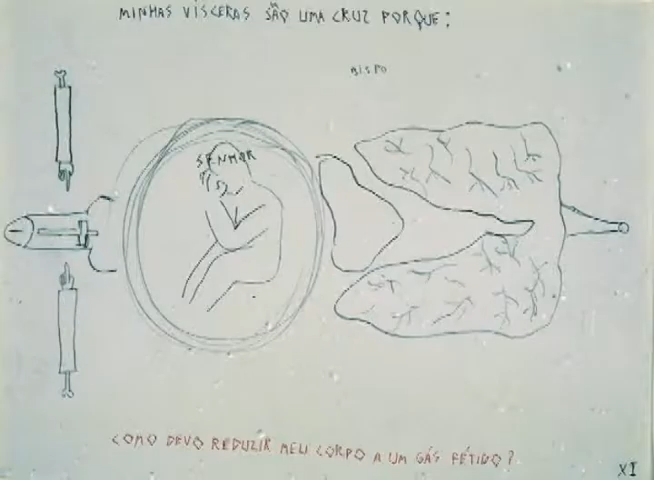 MINHAS VÍSCERAS SÃO UMA CRUZ PORQUE:
BISPO
SENHOR
COMO DEVO REDUZIR MEU CORPO A UM GÁS FÉTIDO?
XI